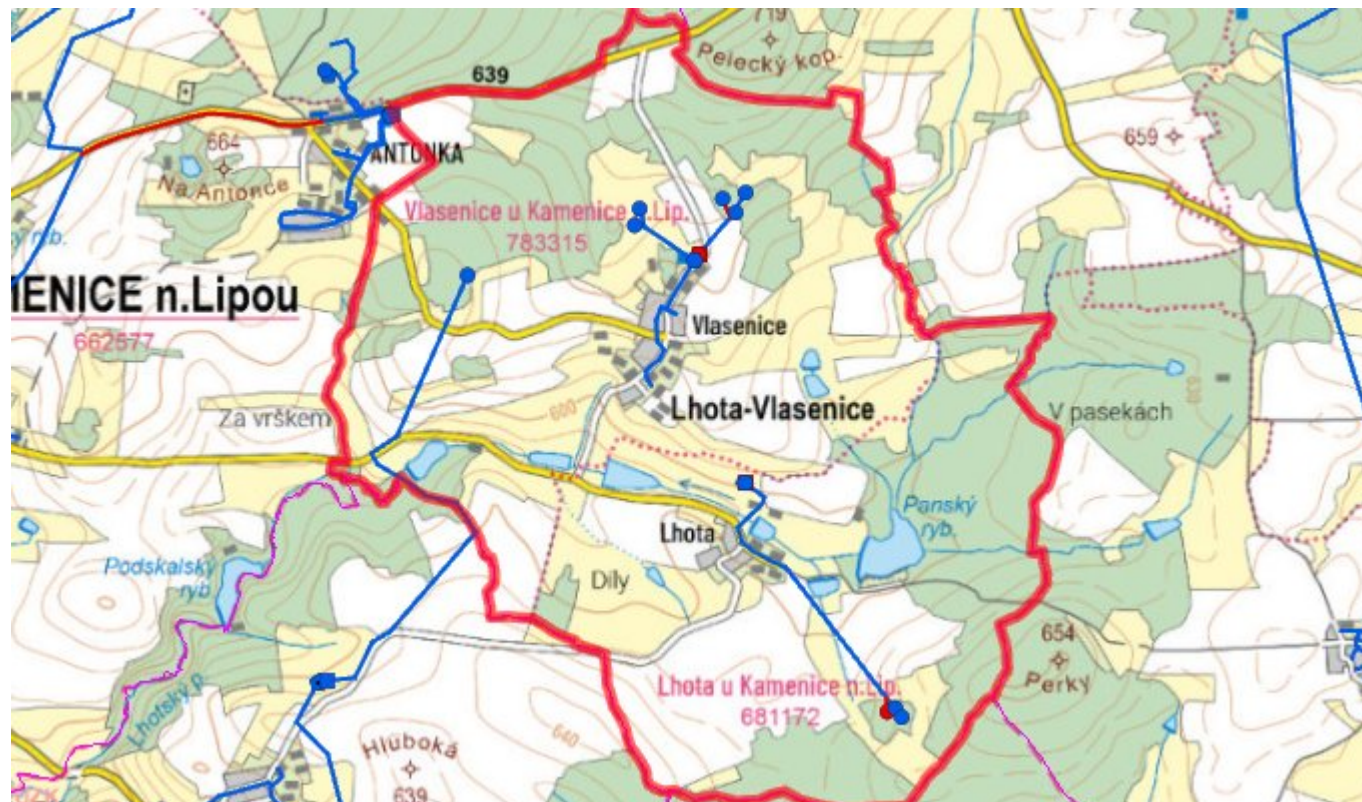 719
Pelecký kop.
639
664
ANTONKA
Na Antonce
659
Vlasenice u Kamenice n.Lip.
783315
ryb.
ENICE n.Lipou
662577
Vlasenice
Lhota-Vlasenice
Za vrškem
600
V pasekách
Panský
ryb.
Lhota
Podskalský
ryb.
Díly
654
Perky
Lhota u Kamenice n.Lip.
681172
Lhotský p.
640
Hluboká
639